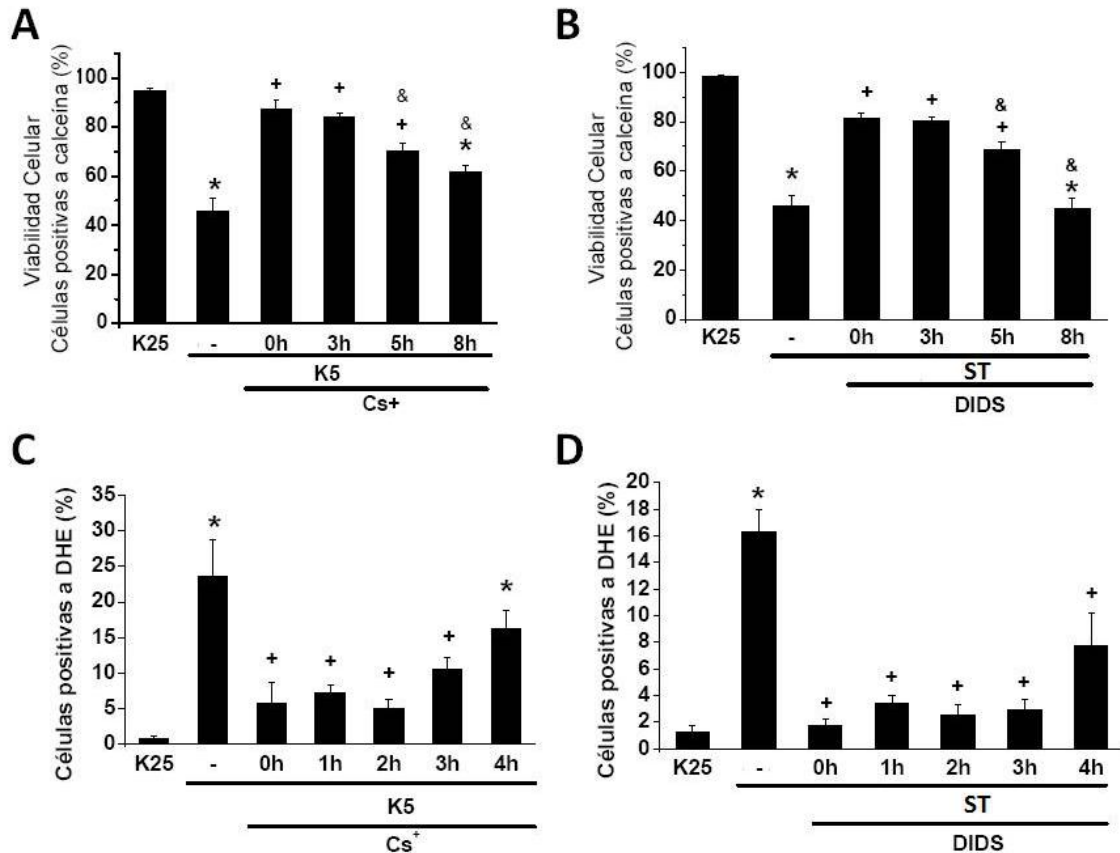 A
Viabilidad Celular
Células positivas a calceína (%)
100
80
60
40
20
0
* + + & + & *
K25 - 0h 3h 5h 8h
K5
Cs+
B
Viabilidad Celular
Células positivas a calceína (%)
100
80
60
40
20
0
* + + & + & *
K25 - 0h 3h 5h 8h
ST
DIDS
C
Células positivas a DHE (%)
35
30
25
20
15
10
5
0
* + + + + *
K25 - 0h 1h 2h 3h 4h
K5
Cs+
D
Células positivas a DHE (%)
20
18
16
14
12
10
8
6
4
2
0
* + + + + +
K25 - 0h 1h 2h 3h 4h
ST
DIDS